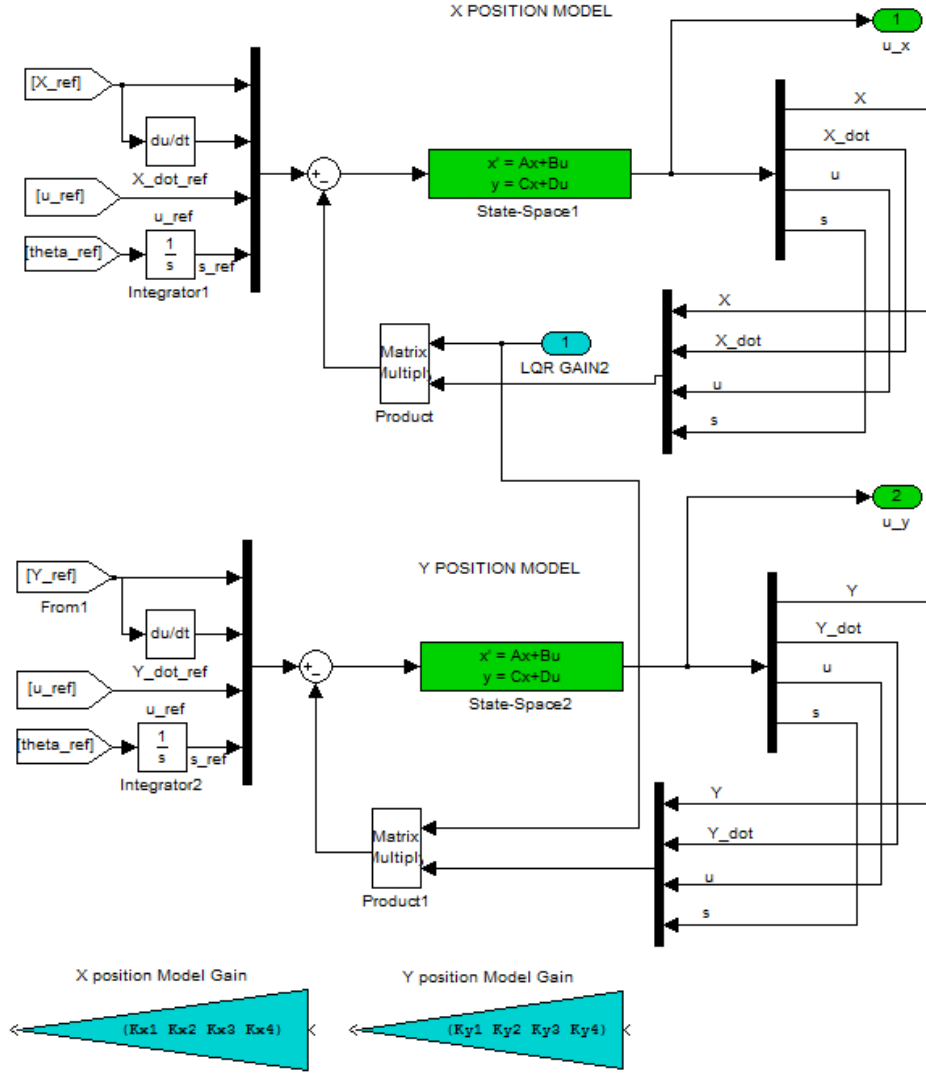 X POSITION MODEL
1
u_x
[X_ref]
du/dt
X_dot_ref
[u_ref]
u_ref
[theta_ref]
1
s
s_ref
Integrator1
+
−
x' = Ax+Bu
y = Cx+Du
State-Space1
X
X_dot
u
s
X
X_dot
u
s
Matrix
Multiply
Product
1
LQR GAIN2
2
u_y
Y POSITION MODEL
[Y_ref]
From1
du/dt
Y_dot_ref
[u_ref]
u_ref
[theta_ref]
1
s
s_ref
Integrator2
+
−
x' = Ax+Bu
y = Cx+Du
State-Space2
Y
Y_dot
u
s
Y
Y_dot
u
s
Matrix
Multiply
Product1
X position Model Gain
(Kx1 Kx2 Kx3 Kx4)
Y position Model Gain
(Ky1 Ky2 Ky3 Ky4)